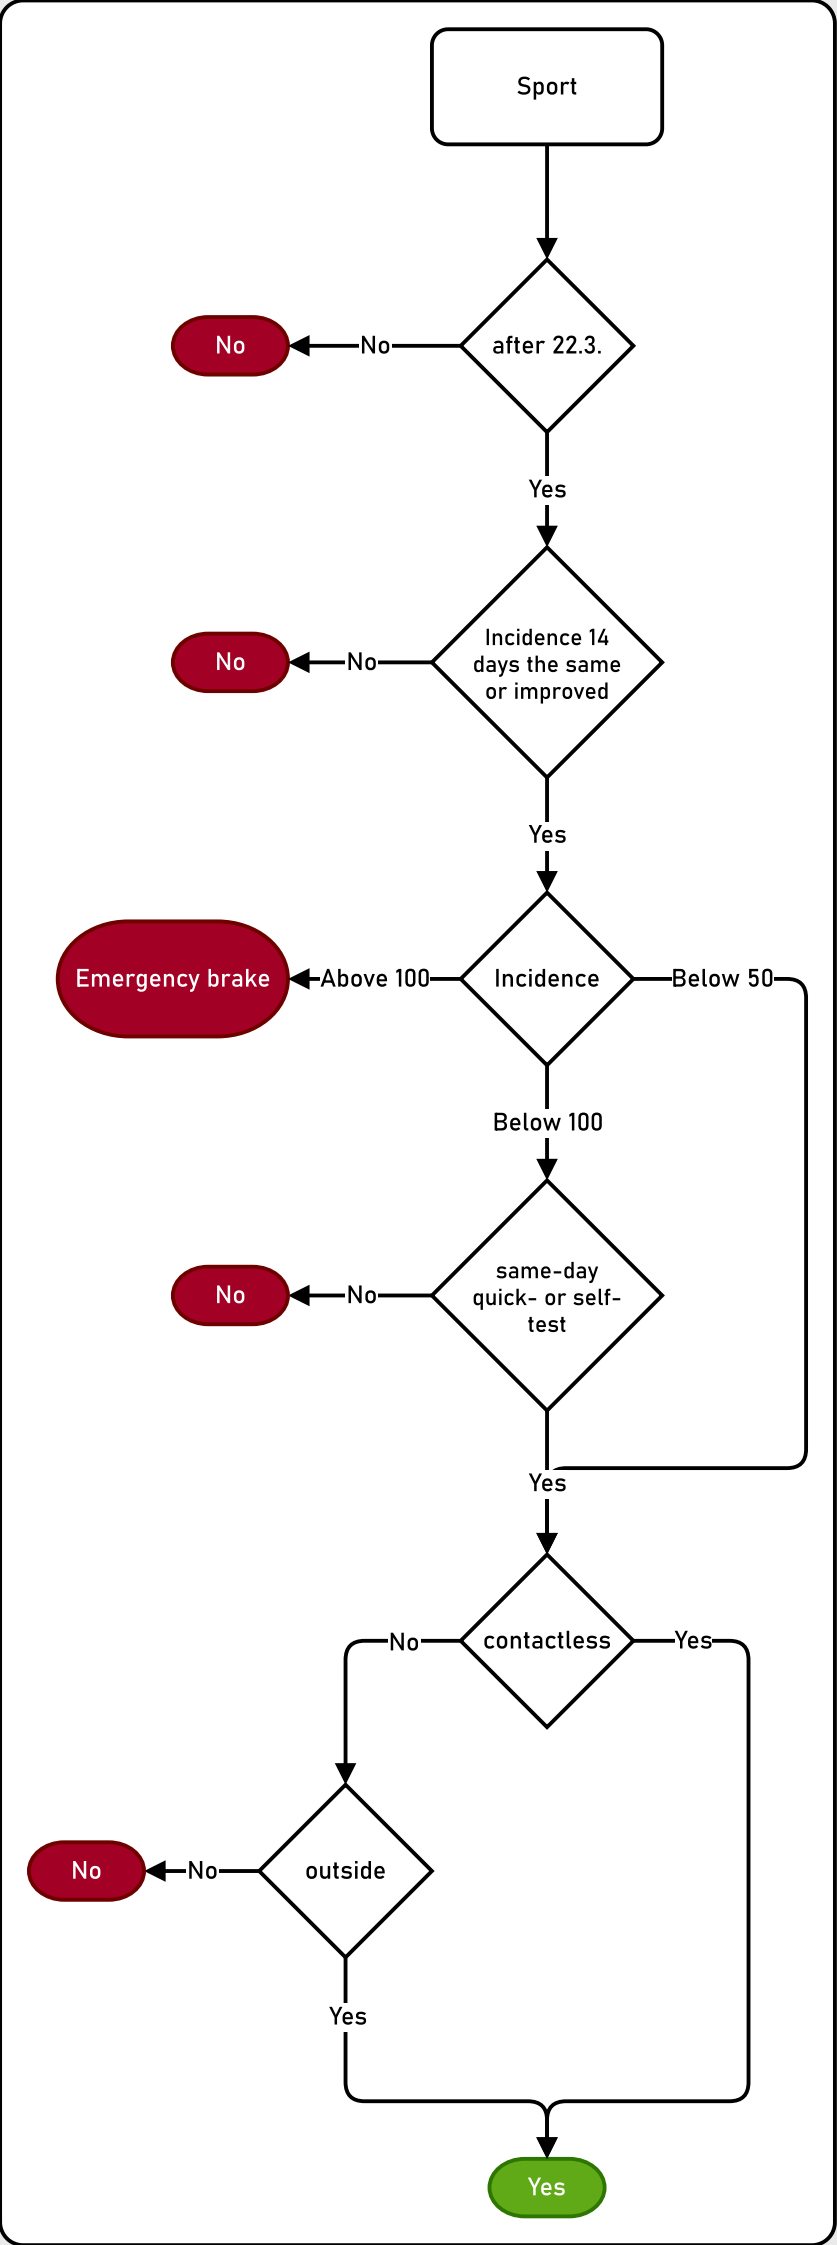 Sport
after 22.3.
No
No
Yes
Incidence 14
days the same
or improved
No
No
Yes
Incidence
Above 100
Emergency brake
Below 50
Below 100
same-day
quick- or self-
test
No
No
Yes
contactless
No
Yes
outside
No
No
Yes
Yes